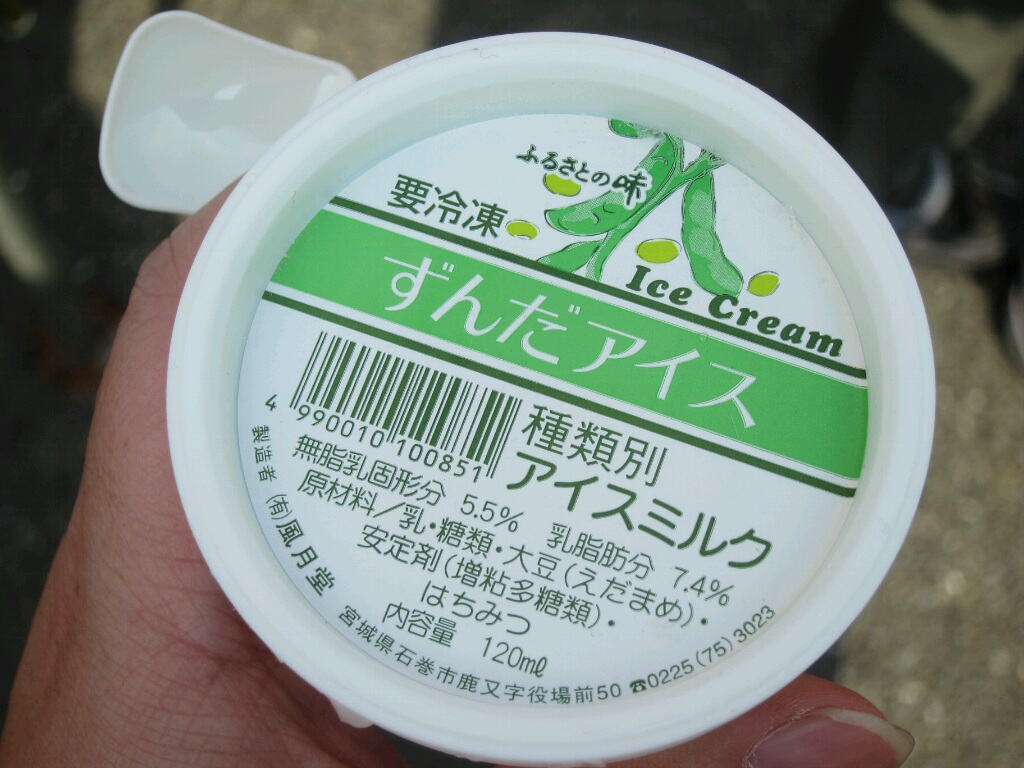 ふるさとの味
要冷凍
Ice Cream
ずんだアイス
4 990010 100851
種類別
アイスミルク
無脂乳固形分 5.5% 乳脂肪分 7.4%
原材料/乳・糖類・大豆(えだまめ)・
安定剤(増粘多糖類)・
はちみつ
内容量 120mℓ
製造者 (有)風月堂 宮城県石巻市鹿又字役場前50 ☎0225(75)3023